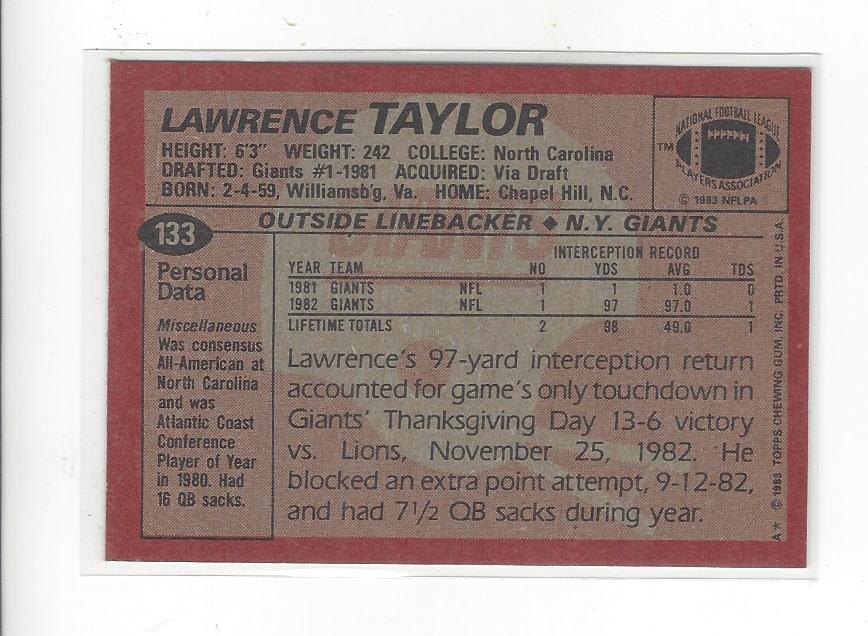 LAWRENCE TAYLOR
HEIGHT: 6'3" WEIGHT: 242 COLLEGE: North Carolina
DRAFTED: Giants #1-1981 ACQUIRED: Via Draft
BORN: 2-4-59, Williamsb'g, Va. HOME: Chapel Hill, N.C.
NATIONAL FOOTBALL LEAGUE
PLAYERS ASSOCIATION
TM
© 1983 NFLPA
133
OUTSIDE LINEBACKER ◆ N.Y. GIANTS
Personal
Data
Miscellaneous
Was consensus
All-American at
North Carolina
and was
Atlantic Coast
Conference
Player of Year
in 1980. Had
16 QB sacks.
INTERCEPTION RECORD
YEAR TEAM NO YDS AVG TDS
1981 GIANTS NFL 1 1 1.0 0
1982 GIANTS NFL 1 97 97.0 1
LIFETIME TOTALS 2 98 49.0 1
Lawrence's 97-yard interception return
accounted for game's only touchdown in
Giants' Thanksgiving Day 13-6 victory
vs. Lions, November 25, 1982. He
blocked an extra point attempt, 9-12-82,
and had 7½ QB sacks during year.
A* © 1983 TOPPS CHEWING GUM, INC. PRTD. IN U.S.A.